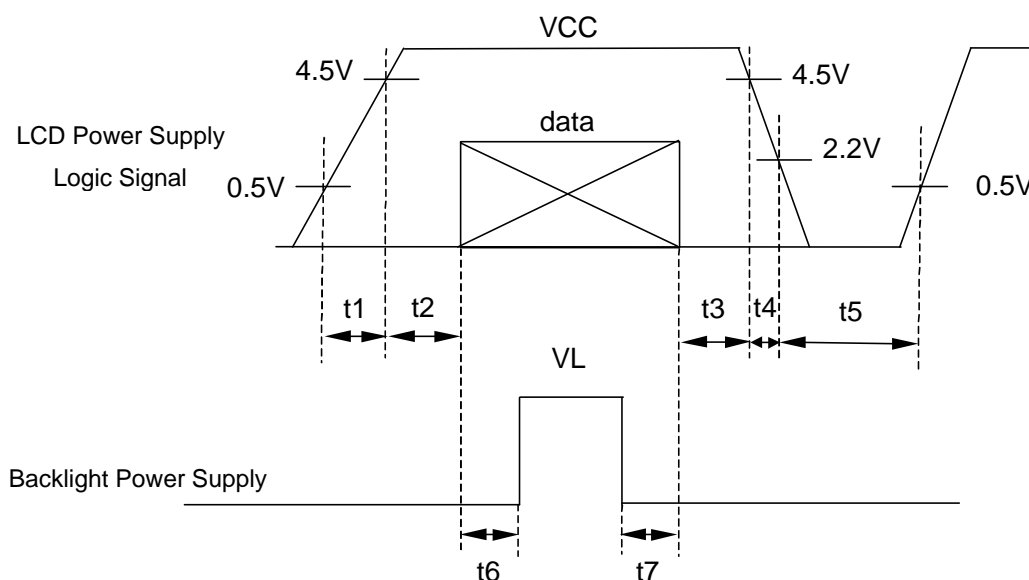 VCC
4.5V
4.5V
LCD Power Supply
Logic Signal
data
2.2V
0.5V
0.5V
t1
t2
t3
t4
t5
VL
Backlight Power Supply
t6
t7